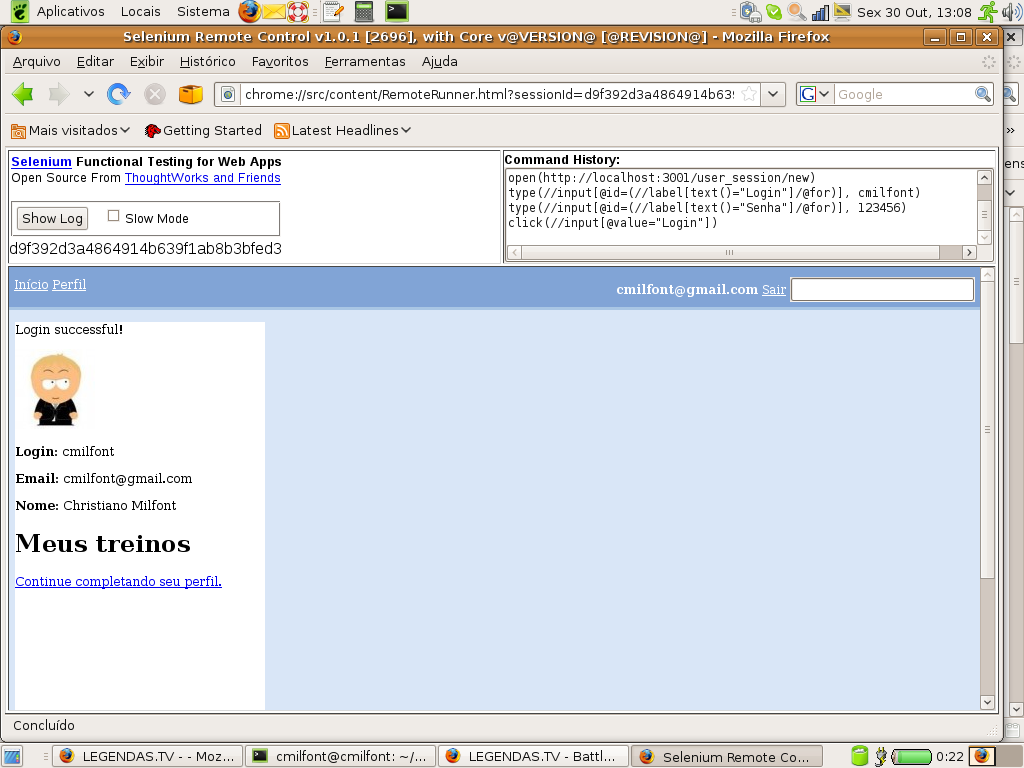 Aplicativos Locais Sistema Sex 30 Out, 13:08
Selenium Remote Control v1.0.1 [2696], with Core v@VERSION@ [@REVISION@] - Mozilla Firefox
Arquivo Editar Exibir Histórico Favoritos Ferramentas Ajuda
chrome://src/content/RemoteRunner.html?sessionId=d9f392d3a4864914b639 Google
Mais visitados Getting Started Latest Headlines »
Selenium Functional Testing for Web Apps
Open Source From ThoughtWorks and Friends
Show Log Slow Mode
d9f392d3a4864914b639f1ab8b3bfed3
Command History:
open(http://localhost:3001/user_session/new)
type(//input[@id=(//label[text()="Login"]/@for)], cmilfont)
type(//input[@id=(//label[text()="Senha"]/@for)], 123456)
click(//input[@value="Login"])
Início Perfil cmilfont@gmail.com Sair
Login successful!
Login: cmilfont
Email: cmilfont@gmail.com
Nome: Christiano Milfont
Meus treinos
Continue completando seu perfil.
Concluído
LEGENDAS.TV - - Moz... cmilfont@cmilfont: ~/... LEGENDAS.TV - Battl... Selenium Remote Co... 0:22